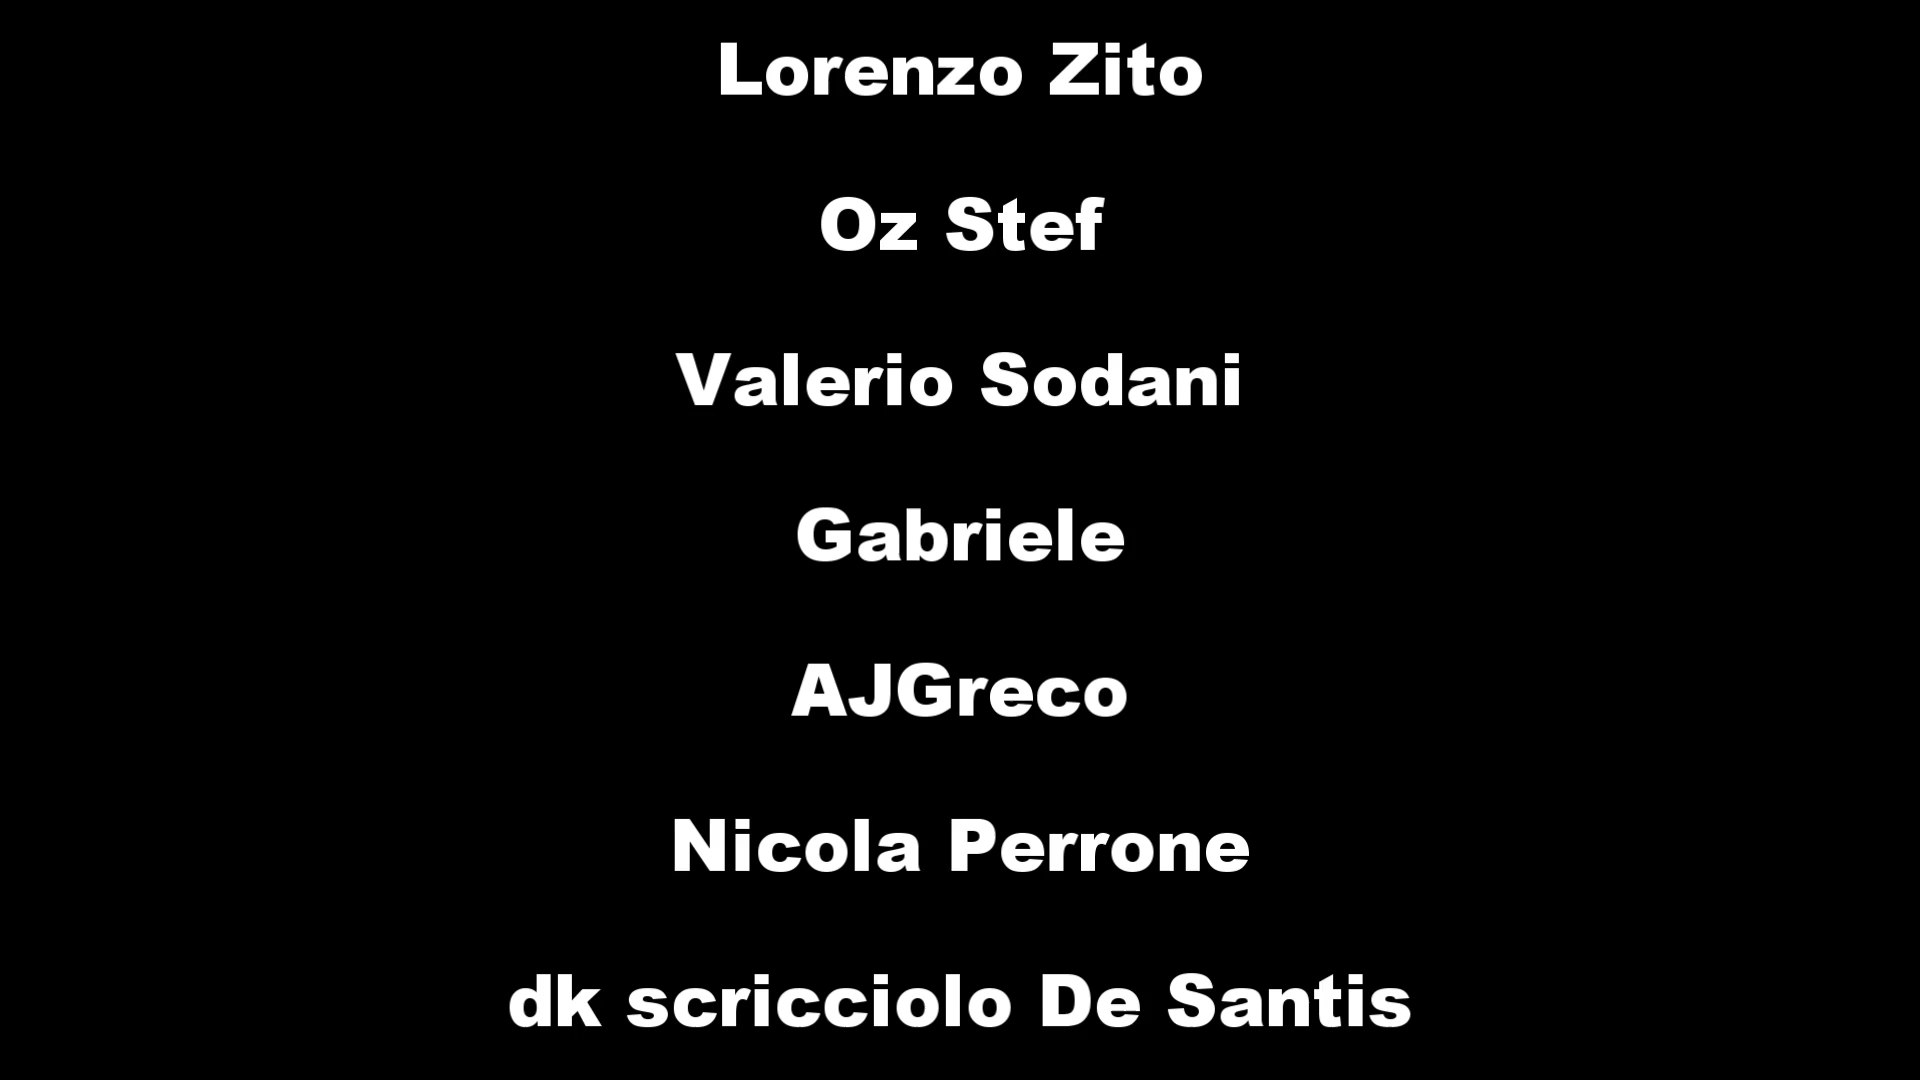 Lorenzo Zito
Oz Stef
Valerio Sodani
Gabriele
AJGreco
Nicola Perrone
dk scricciolo De Santis